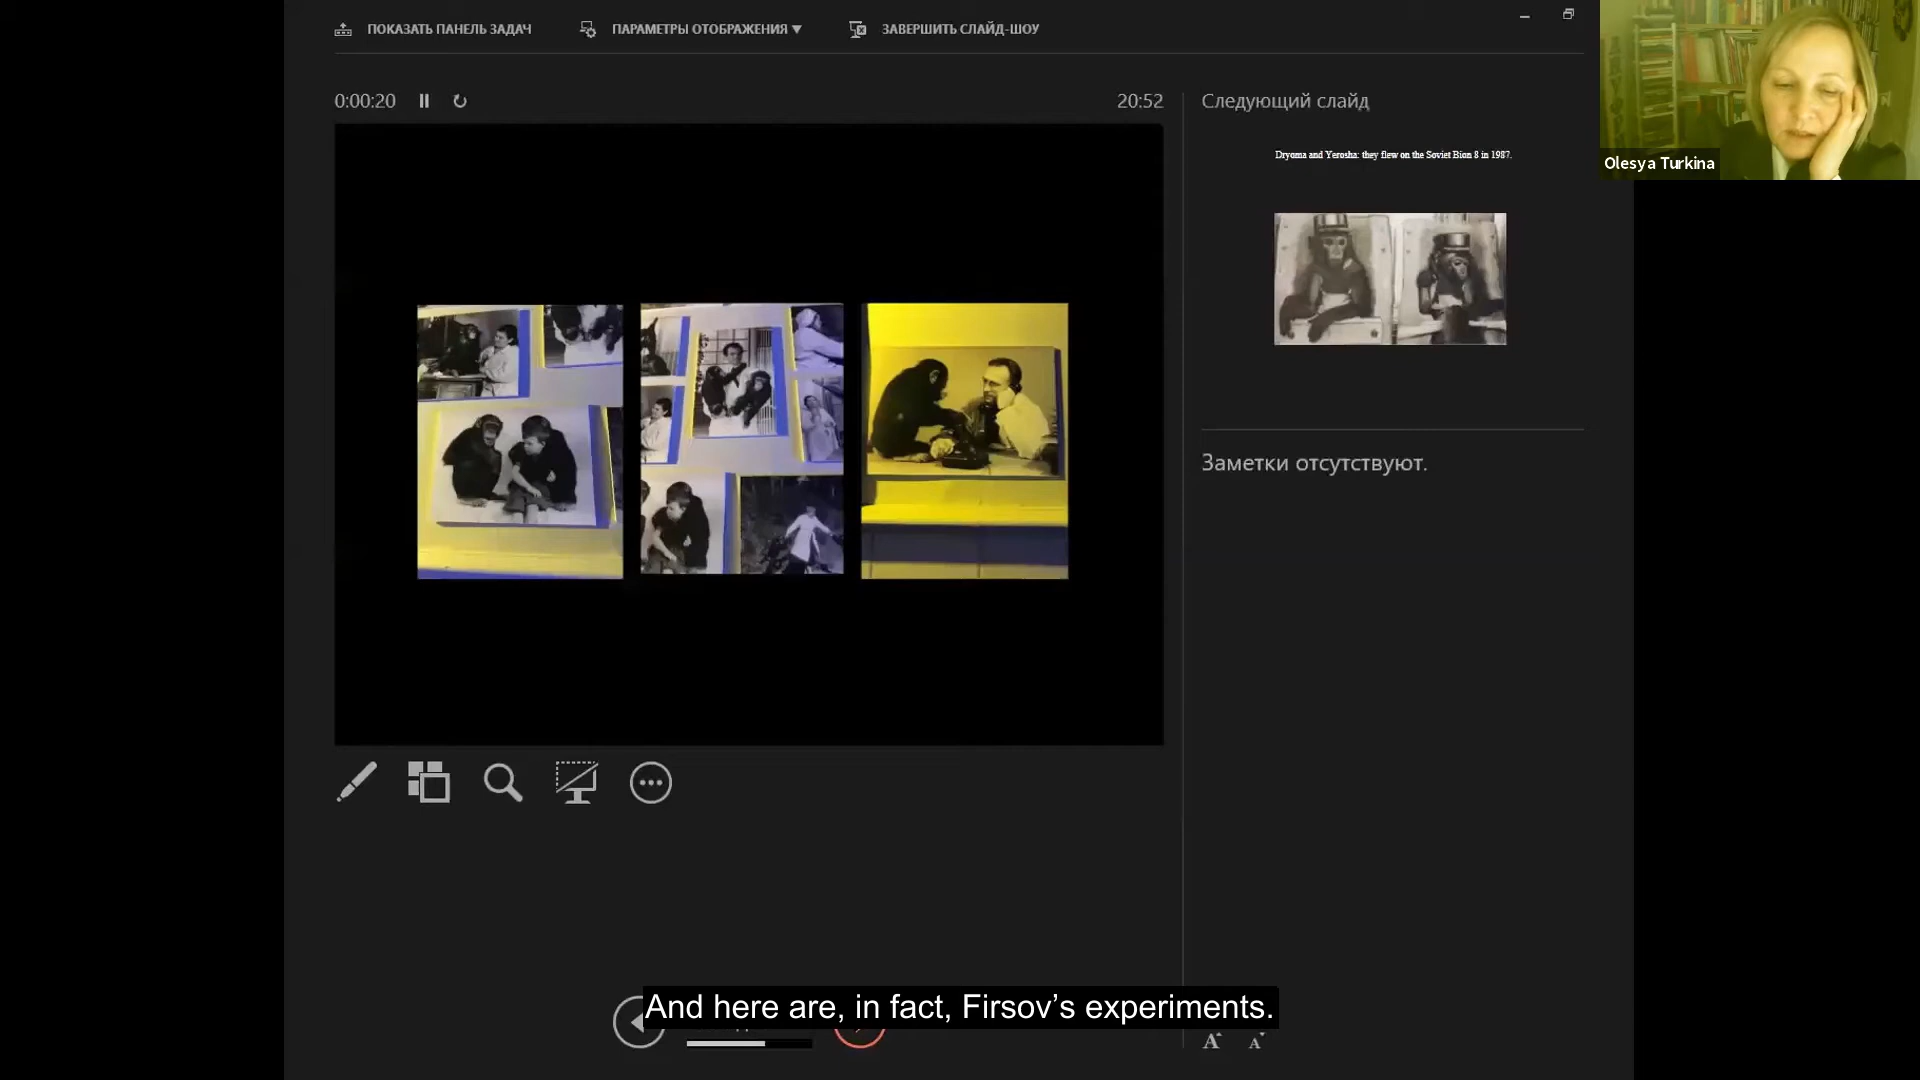 ПОКАЗАТЬ ПАНЕЛЬ ЗАДАЧ
ПАРАМЕТРЫ ОТОБРАЖЕНИЯ ▼
ЗАВЕРШИТЬ СЛАЙД-ШОУ
0:00:20
20:52
Следующий слайд
Dryoma and Yerosha: they flew on the Soviet Bion 8 in 1987.
Olesya Turkina
Заметки отсутствуют.
And here are, in fact, Firsov’s experiments.
A A